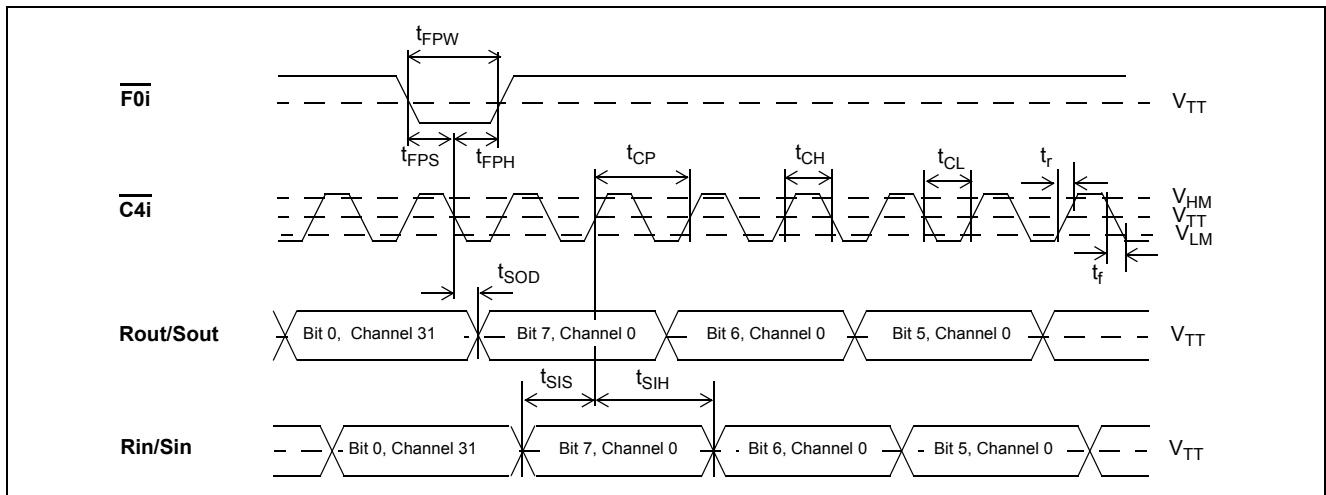 tFPW
F0i
VTT
tFPS
tFPH
tCP
tCH
tCL
tr
C4i
VHM
VTT
VLM
tf
tSOD
Rout/Sout
Bit 0, Channel 31
Bit 7, Channel 0
Bit 6, Channel 0
Bit 5, Channel 0
VTT
tSIS
tSIH
Rin/Sin
Bit 0, Channel 31
Bit 7, Channel 0
Bit 6, Channel 0
Bit 5, Channel 0
VTT